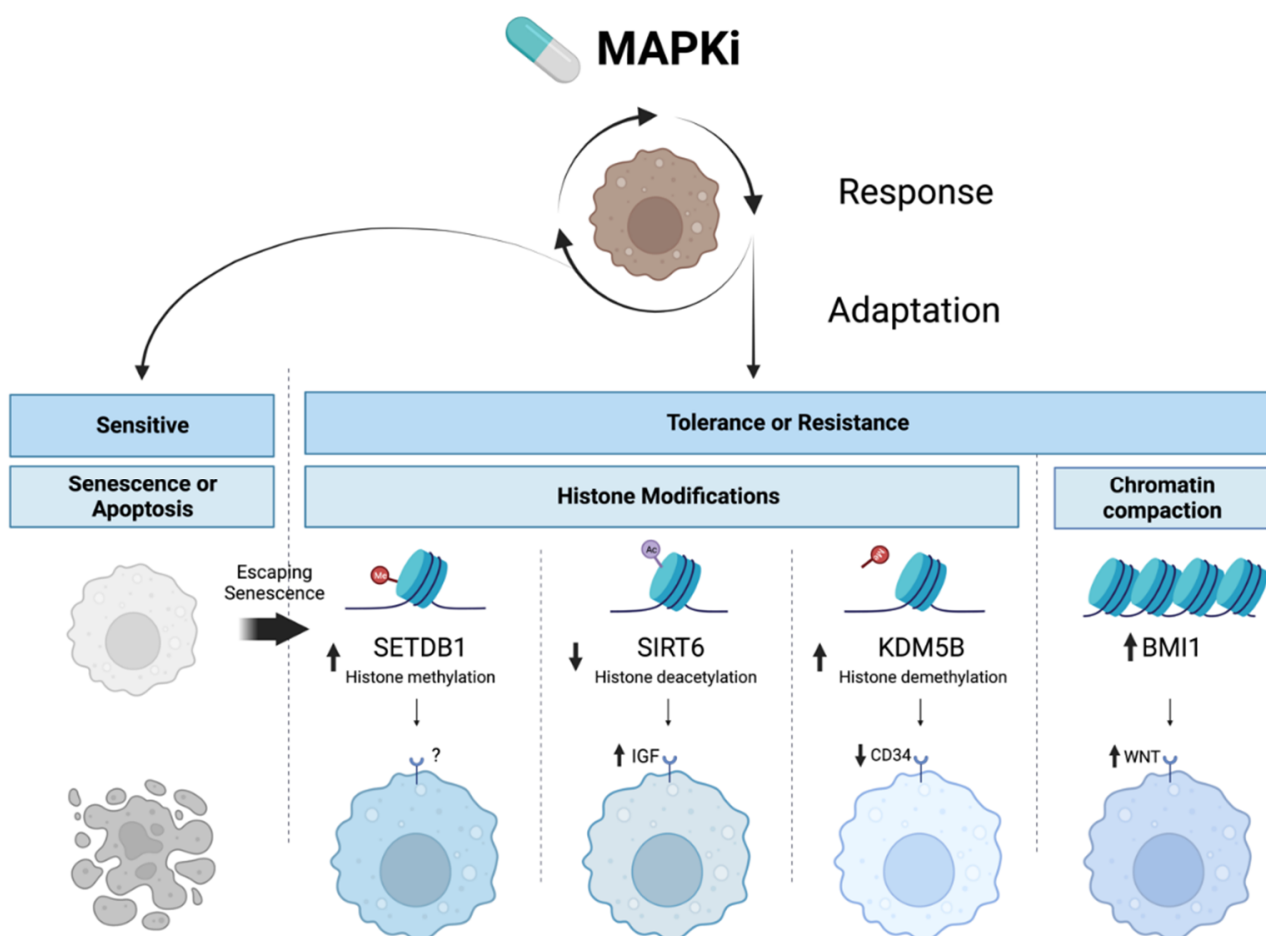 MAPKi
Response
Adaptation
Sensitive
Tolerance or Resistance
Senescence or
Apoptosis
Histone Modifications
Chromatin
compaction
Escaping
Senescence
Me
Ac
SETDB1
Histone methylation
SIRT6
Histone deacetylation
KDM5B
Histone demethylation
BMI1
?
IGF
CD34
WNT